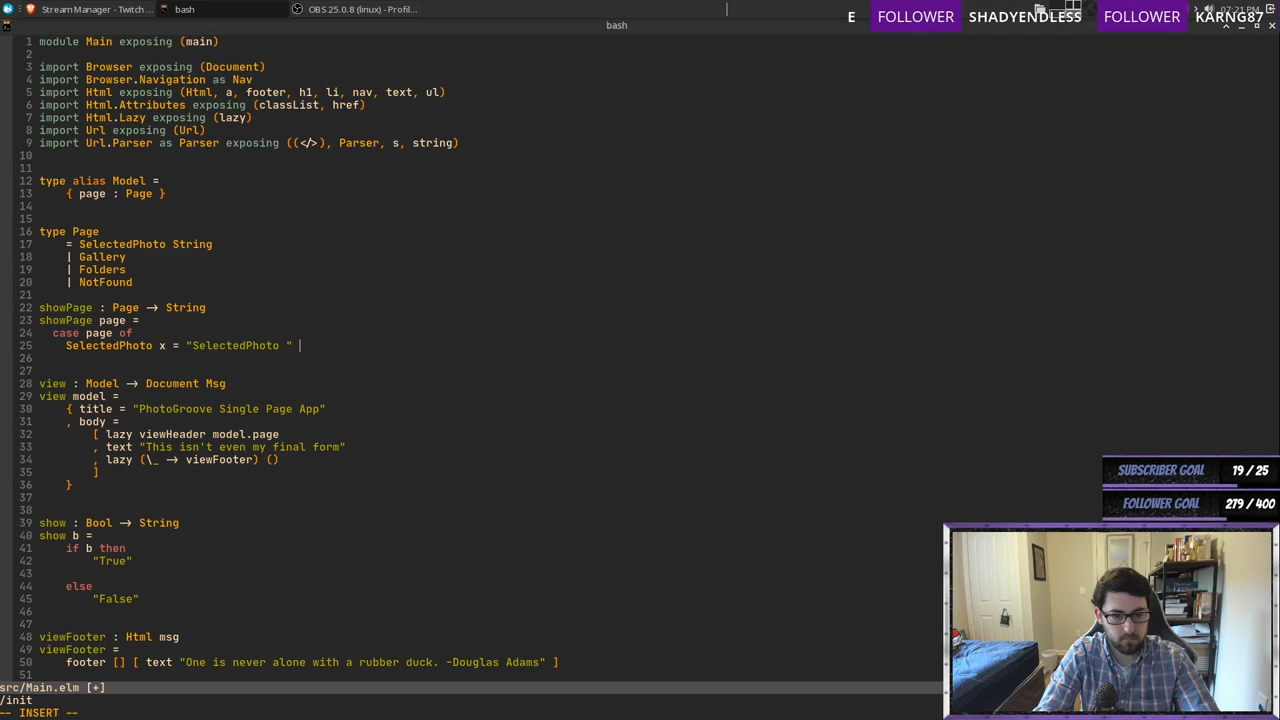 Stream Manager - Twitch
bash
OBS 25.0.8 (linux) - Profil...
07:21 PM
E FOLLOWER SHADYENDLESS FOLLOWER KARNG87
bash
1 module Main exposing (main)
2
3 import Browser exposing (Document)
4 import Browser.Navigation as Nav
5 import Html exposing (Html, a, footer, h1, li, nav, text, ul)
6 import Html.Attributes exposing (classList, href)
7 import Html.Lazy exposing (lazy)
8 import Url exposing (Url)
9 import Url.Parser as Parser exposing ((</>), Parser, s, string)
10
11
12 type alias Model =
13 { page : Page }
14
15
16 type Page
17 = SelectedPhoto String
18 | Gallery
19 | Folders
20 | NotFound
21
22 showPage : Page → String
23 showPage page =
24 case page of
25 SelectedPhoto x = "SelectedPhoto "
26
27
28 view : Model → Document Msg
29 view model =
30 { title = "PhotoGroove Single Page App"
31 , body =
32 [ lazy viewHeader model.page
33 , text "This isn't even my final form"
34 , lazy (\_ → viewFooter) ()
35 ]
36 }
37
38
39 show : Bool → String
40 show b =
41 if b then
42 "True"
43
44 else
45 "False"
46
47
48 viewFooter : Html msg
49 viewFooter =
50 footer [] [ text "One is never alone with a rubber duck. -Douglas Adams" ]
51
SUBSCRIBER GOAL 19 / 25
FOLLOWER GOAL 279 / 400
src/Main.elm [+]
/init
-- INSERT --